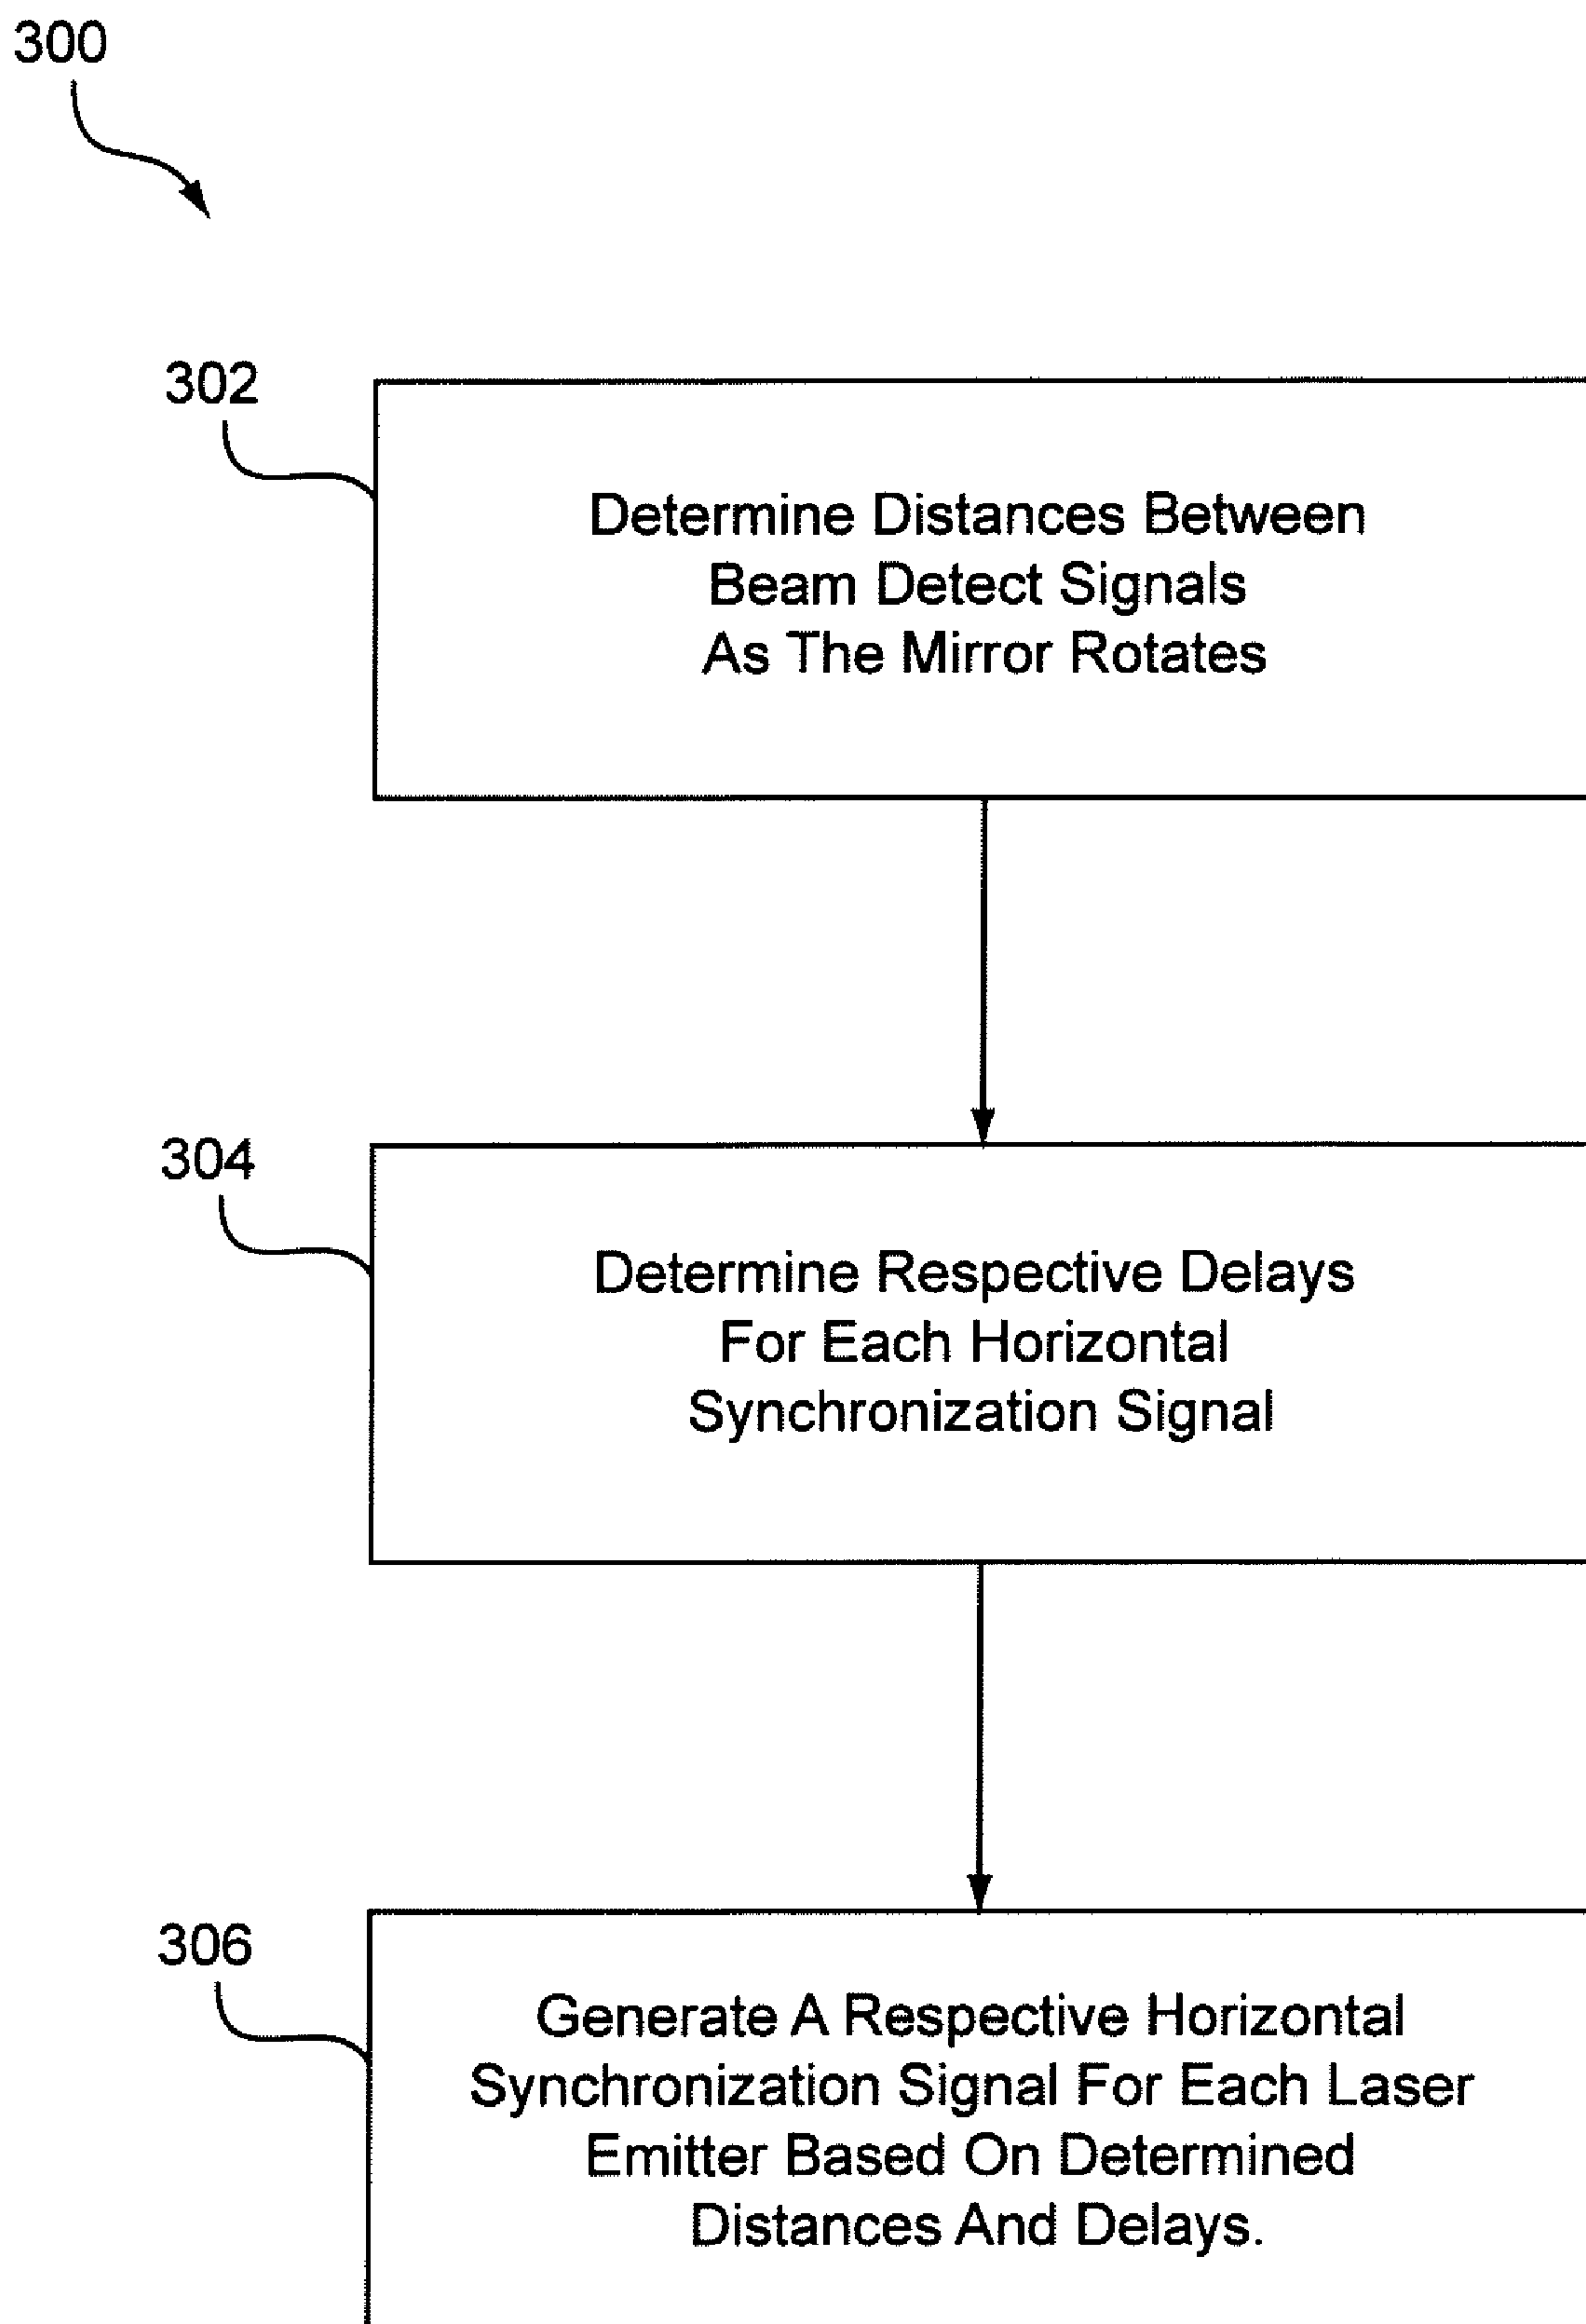 300
302
Determine Distances Between
Beam Detect Signals
As The Mirror Rotates
304
Determine Respective Delays
For Each Horizontal
Synchronization Signal
306
Generate A Respective Horizontal
Synchronization Signal For Each Laser
Emitter Based On Determined
Distances And Delays.